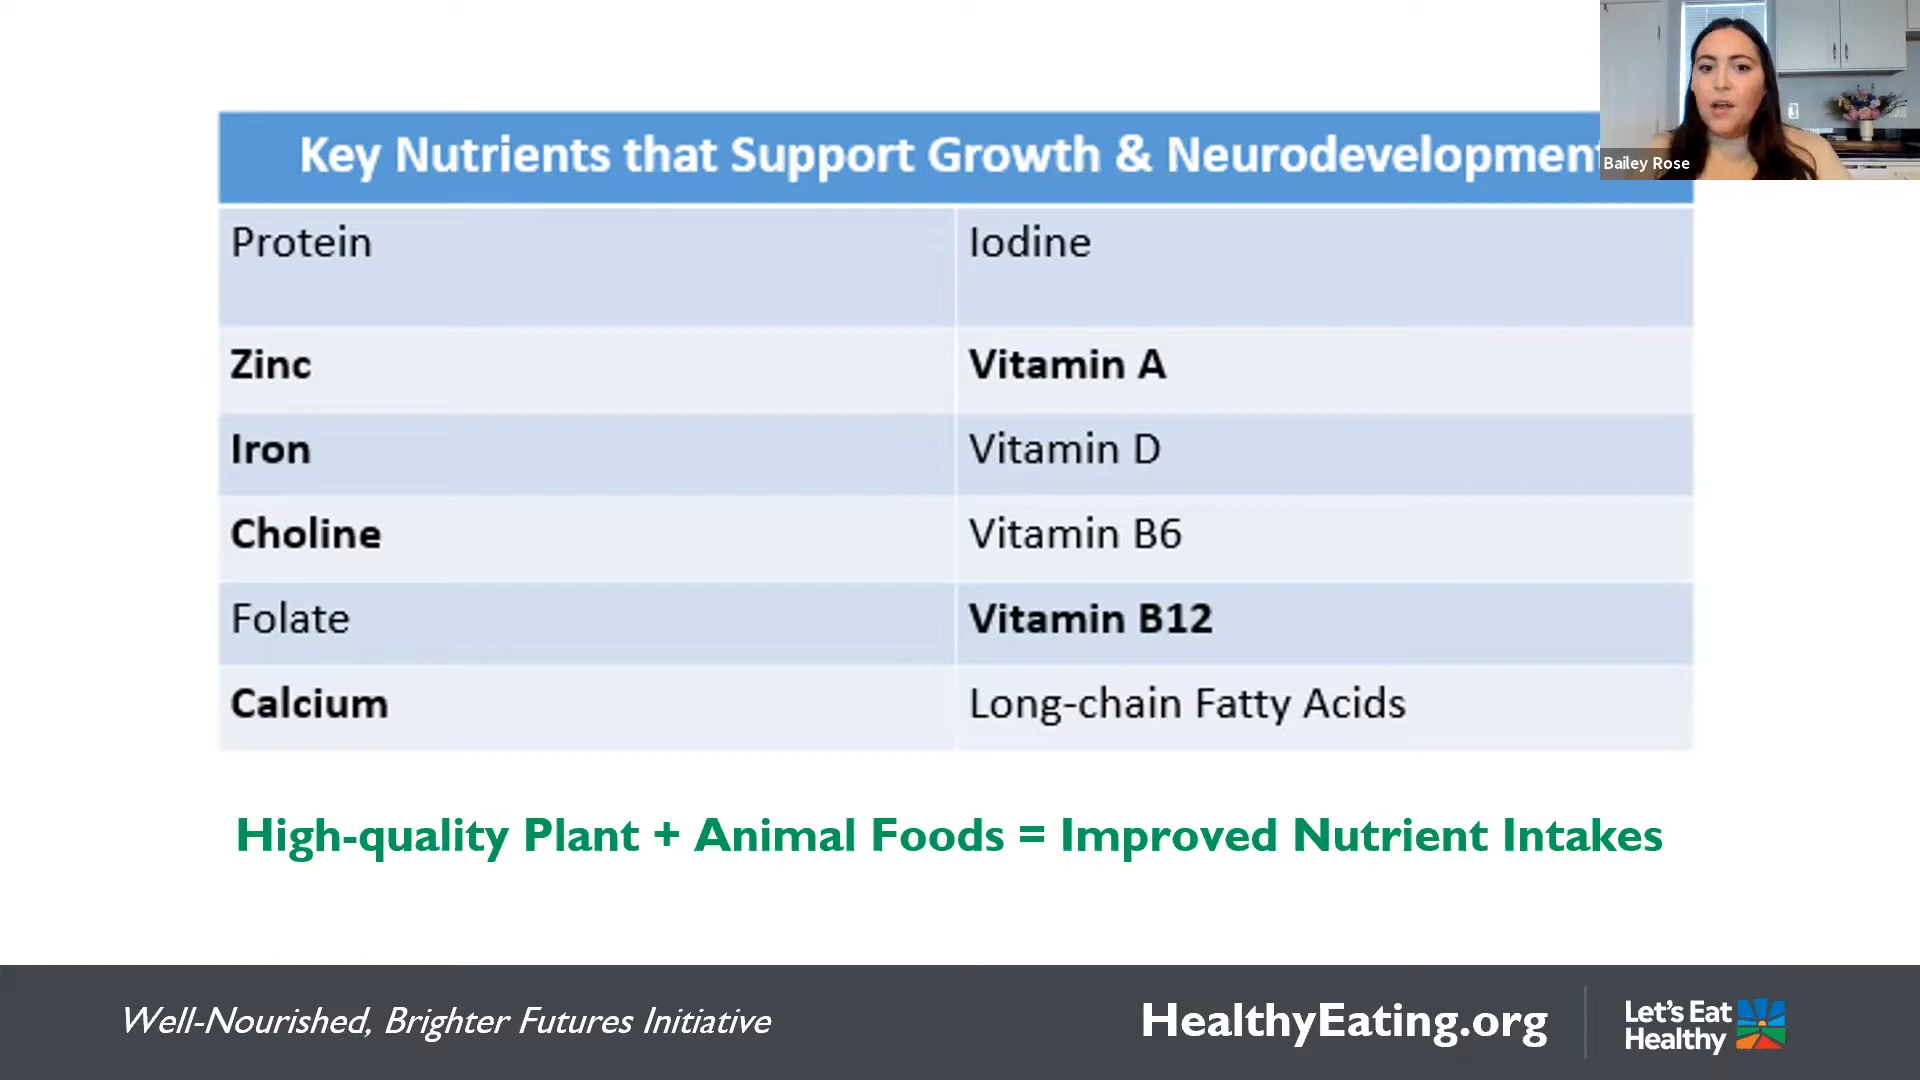 Key Nutrients that Support Growth & Neurodevelopment
Bailey Rose
Protein
Iodine
Zinc
Vitamin A
Iron
Vitamin D
Choline
Vitamin B6
Folate
Vitamin B12
Calcium
Long-chain Fatty Acids
High-quality Plant + Animal Foods = Improved Nutrient Intakes
Well-Nourished, Brighter Futures Initiative
HealthyEating.org
Let's Eat
Healthy